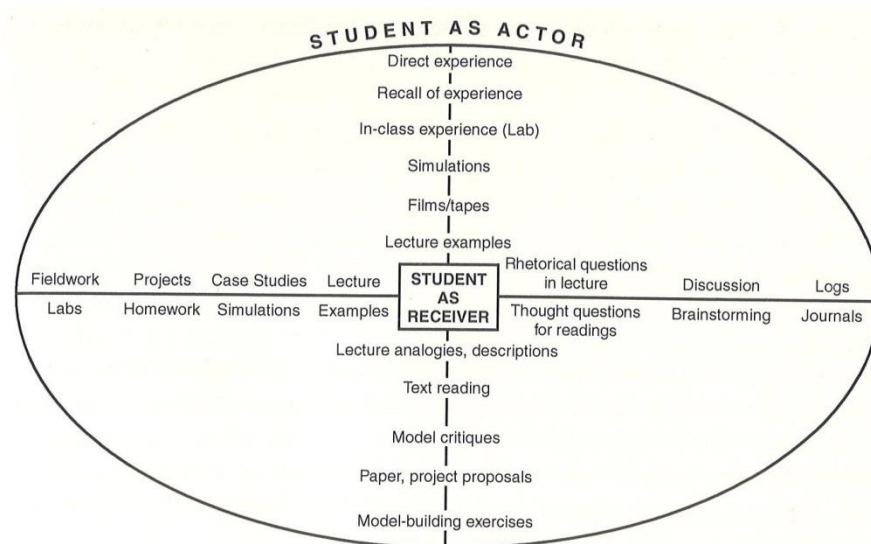 STUDENT AS ACTOR
Direct experience
Recall of experience
In-class experience (Lab)
Simulations
Films/tapes
Lecture examples
Fieldwork
Projects
Case Studies
Lecture
STUDENT
AS
RECEIVER
Rhetorical questions
in lecture
Discussion
Logs
Labs
Homework
Simulations
Examples
Thought questions
for readings
Brainstorming
Journals
Lecture analogies, descriptions
Text reading
Model critiques
Paper, project proposals
Model-building exercises